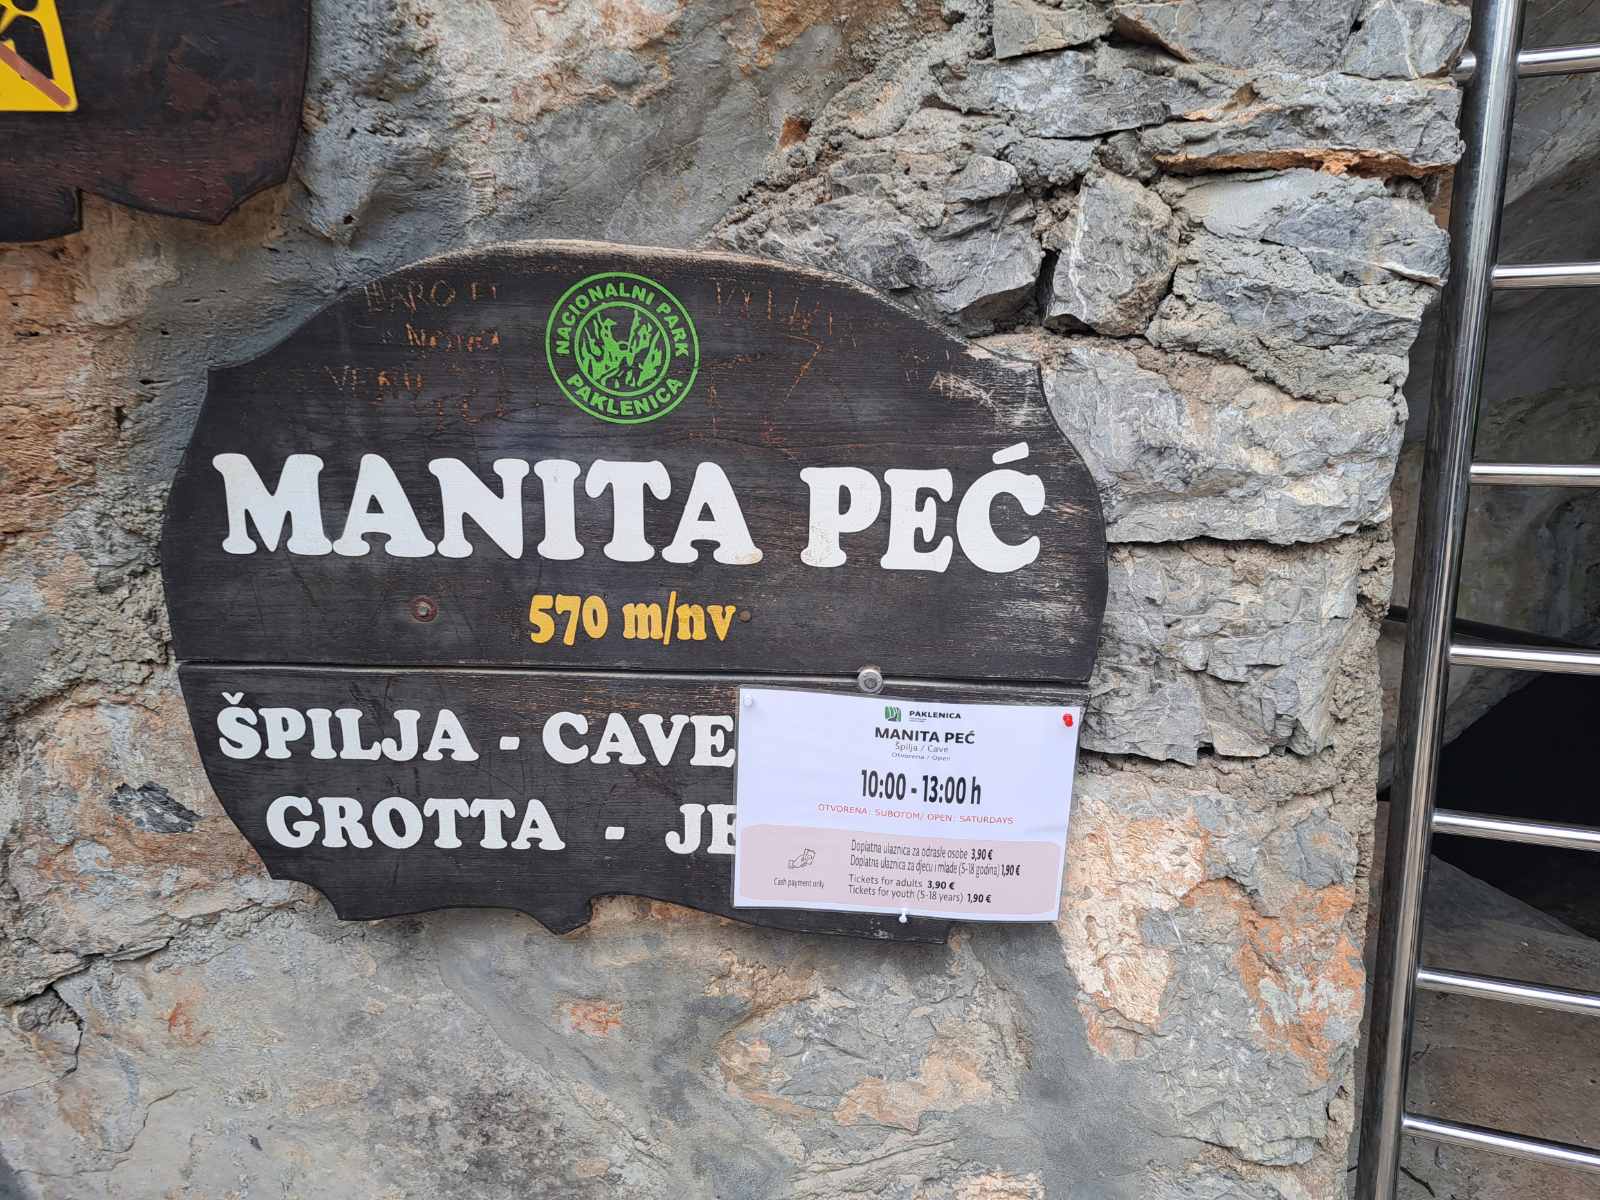 NACIONALNI PARK
PAKLENICA
MANITA PEĆ
570 m/nv
ŠPILJA - CAVE
GROTTA - JE
PAKLENICA
MANITA PEĆ
Špilja / Cave
Otvorena / Open
10:00 - 13:00 h
OTVORENA: SUBOTOM/ OPEN: SATURDAYS
Cash payment only
Doplatna ulaznica za odrasle osobe 3,90 €
Doplatna ulaznica za djecu i mlade (5-18 godina) 1,90 €
Tickets for adults 3,90 €
Tickets for youth (5-18 years) 1,90 €